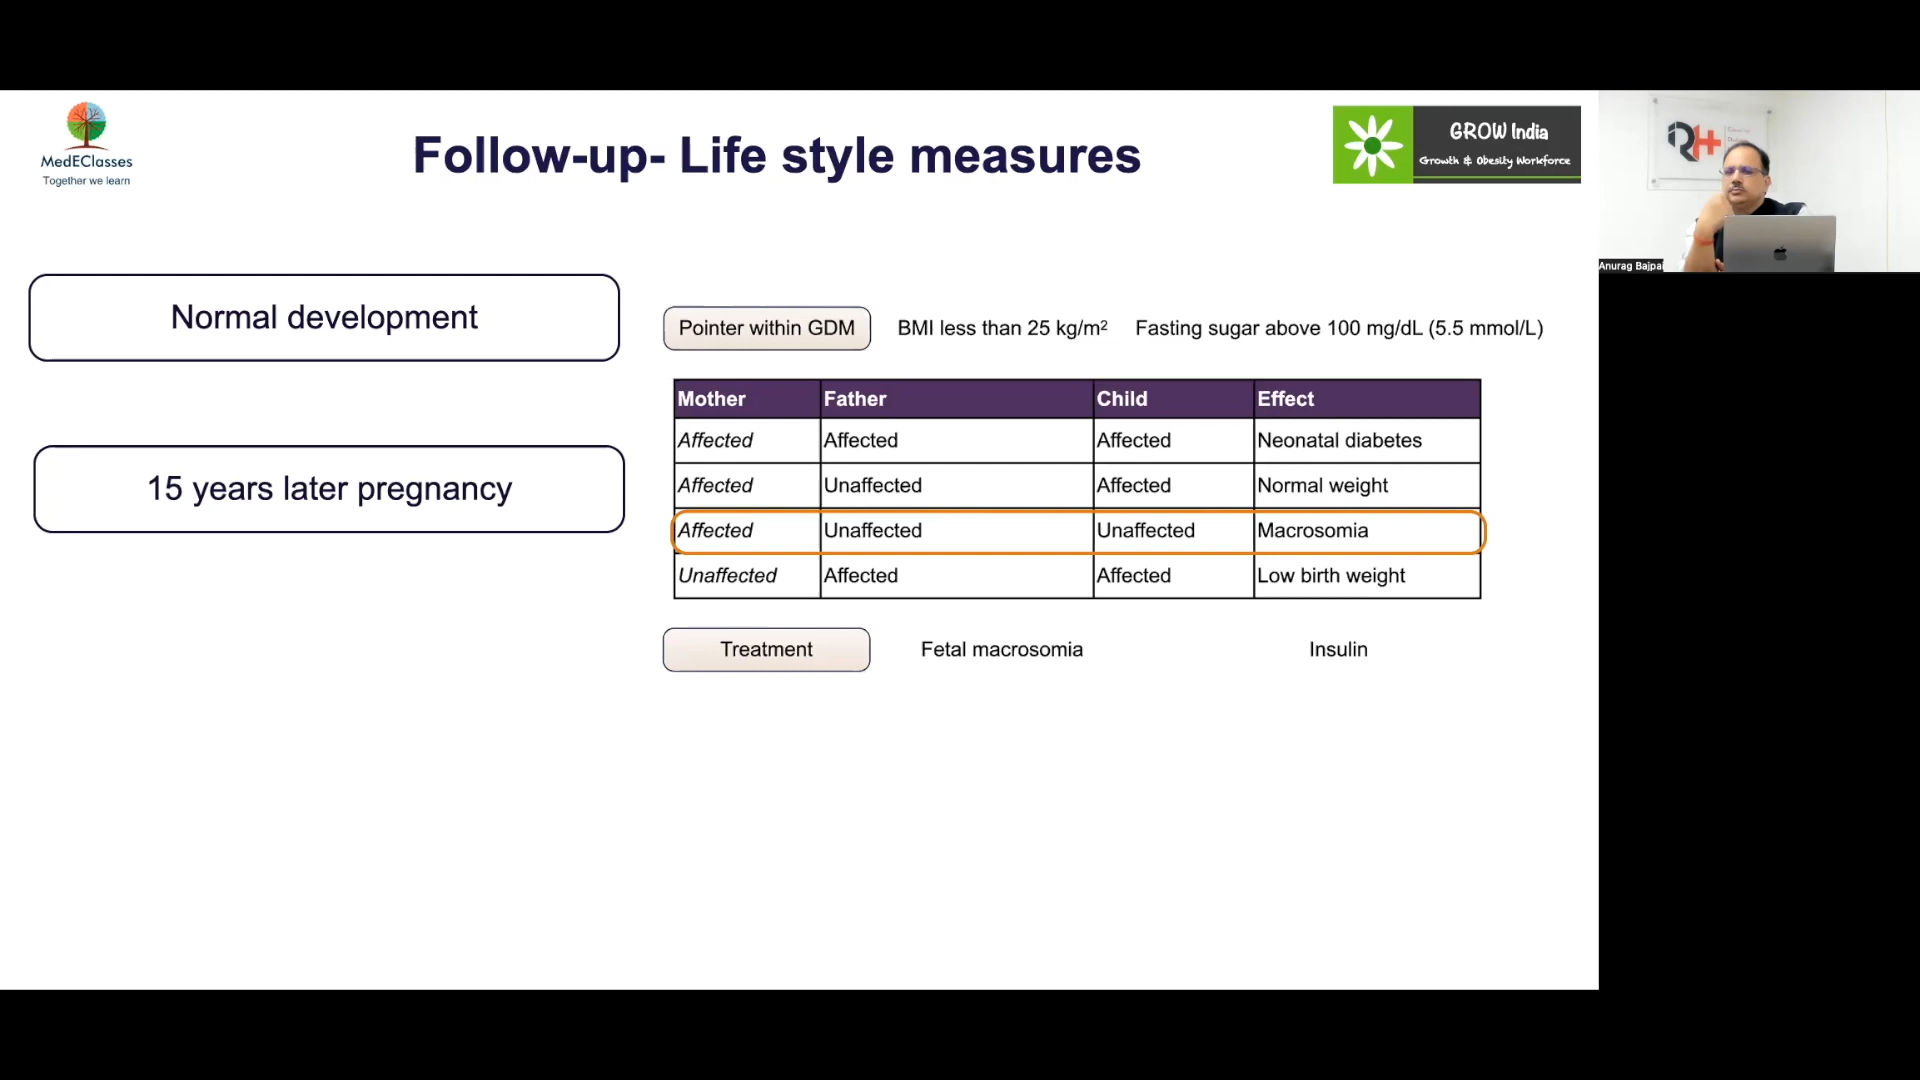 MedEClasses
Together we learn
Follow-up- Life style measures
GROW India
Growth & Obesity Workforce
RH
Anurag Bajpai
Normal development
15 years later pregnancy
Pointer within GDM BMI less than 25 kg/m² Fasting sugar above 100 mg/dL (5.5 mmol/L)
Mother Father Child Effect
Affected Affected Affected Neonatal diabetes
Affected Unaffected Affected Normal weight
Affected Unaffected Unaffected Macrosomia
Unaffected Affected Affected Low birth weight
Treatment Fetal macrosomia Insulin